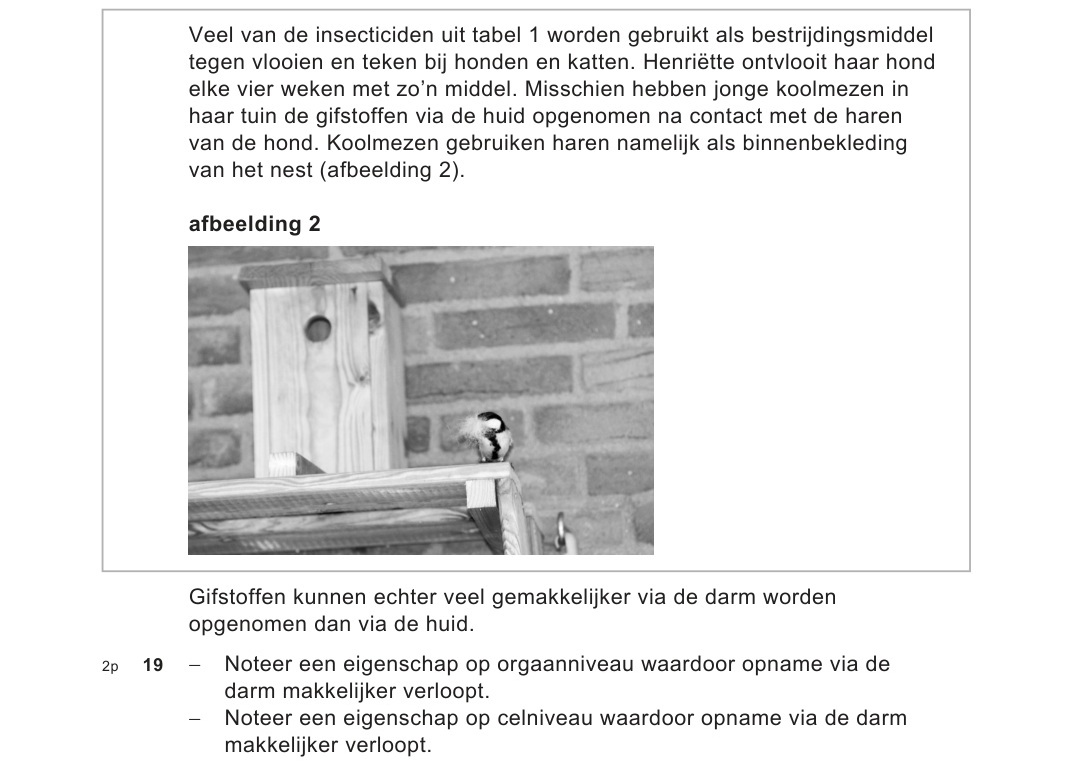 Veel van de insecticiden uit tabel 1 worden gebruikt als bestrijdingsmiddel
tegen vlooien en teken bij honden en katten. Henriëtte ontvlooit haar hond
elke vier weken met zo’n middel. Misschien hebben jonge koolmezen in
haar tuin de gifstoffen via de huid opgenomen na contact met de haren
van de hond. Koolmezen gebruiken haren namelijk als binnenbekleding
van het nest (afbeelding 2).
afbeelding 2
Gifstoffen kunnen echter veel gemakkelijker via de darm worden
opgenomen dan via de huid.
2p 19 – Noteer een eigenschap op orgaanniveau waardoor opname via de
darm makkelijker verloopt.
– Noteer een eigenschap op celniveau waardoor opname via de darm
makkelijker verloopt.